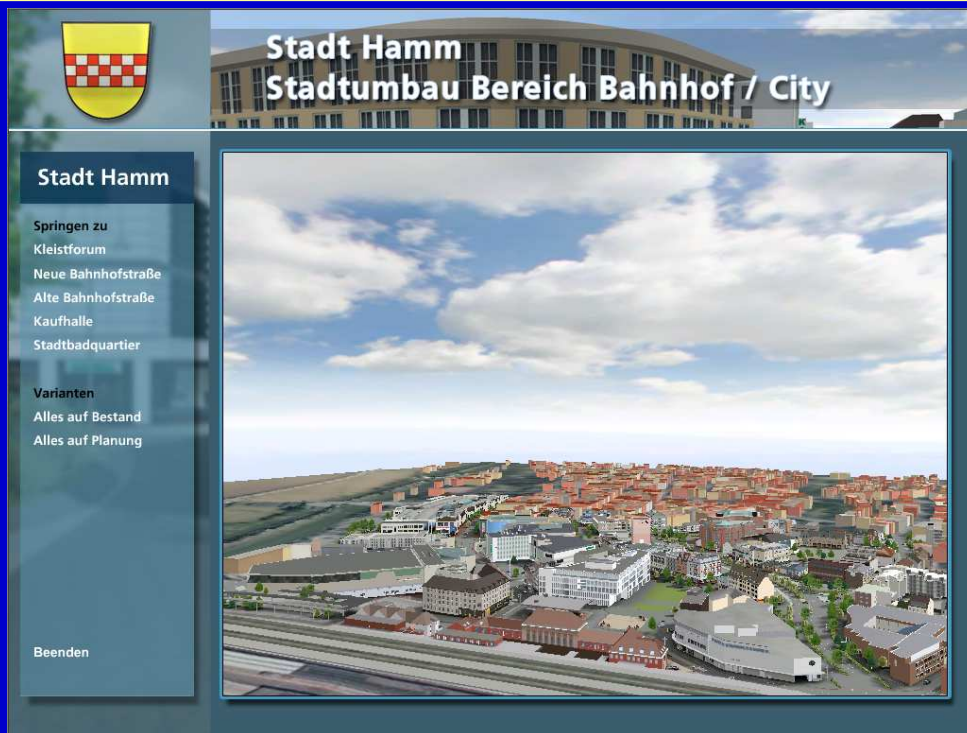 Stadt Hamm
Stadtumbau Bereich Bahnhof / City
Stadt Hamm
Springen zu
Kleistforum
Neue Bahnhofstraße
Alte Bahnhofstraße
Kaufhalle
Stadtbadquartier
Varianten
Alles auf Bestand
Alles auf Planung
Beenden